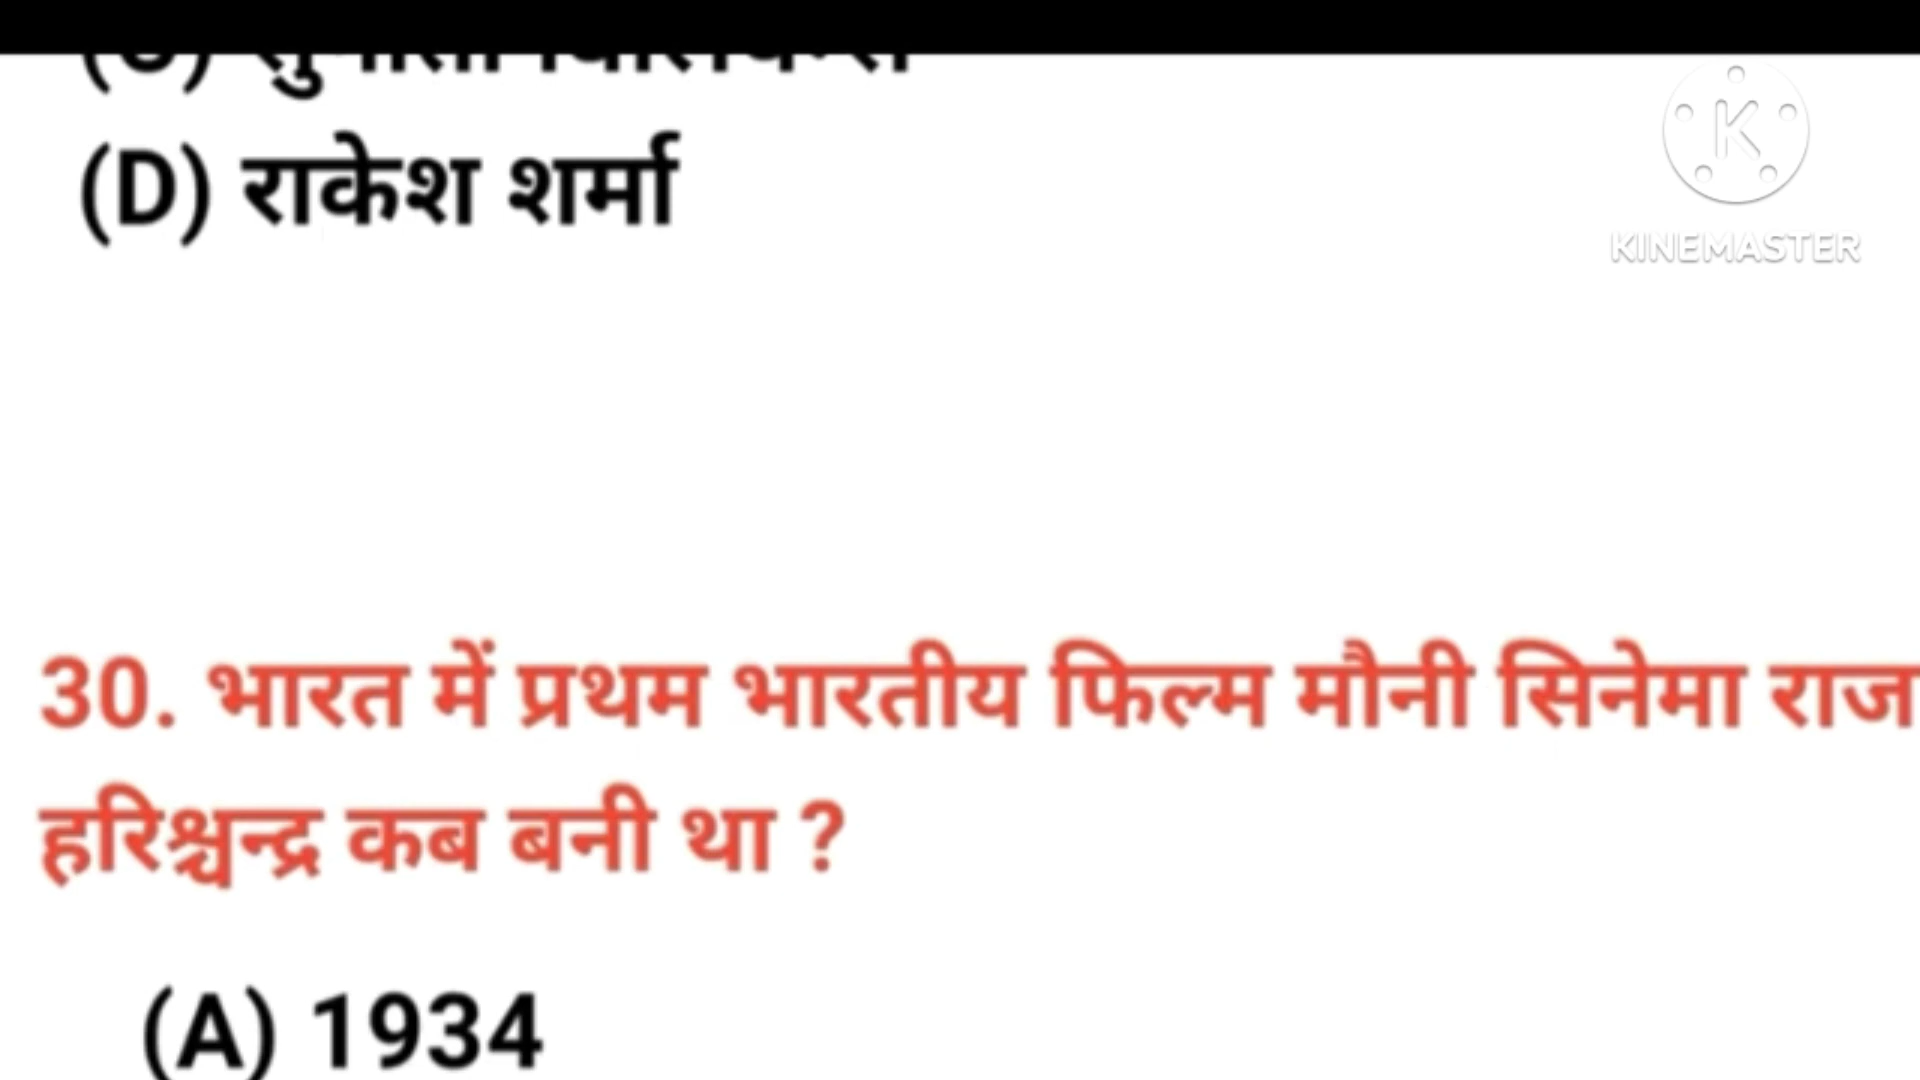 (D) राकेश शर्मा
KINEMASTER
30. भारत में प्रथम भारतीय फिल्म मौनी सिनेमा राज
हरिश्चन्द्र कब बनी था ?
(A) 1934